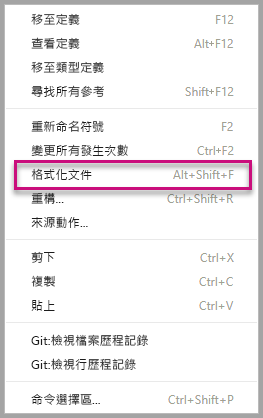 移至定義 F12
查看定義 Alt+F12
移至類型定義
尋找所有參考 Shift+F12
重新命名符號 F2
變更所有發生次數 Ctrl+F2
格式化文件 Alt+Shift+F
重構... Ctrl+Shift+R
來源動作...
剪下 Ctrl+X
複製 Ctrl+C
貼上 Ctrl+V
Git:檢視檔案歷程記錄
Git:檢視行歷程記錄
命令選擇區... Ctrl+Shift+P